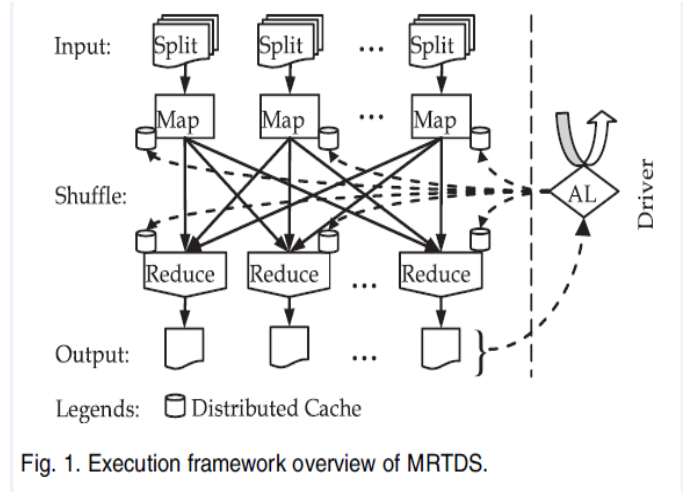 Input: Split Split ... Split
Map Map ... Map
Shuffle: AL Driver
Reduce Reduce ... Reduce
Output: ...
Legends: Distributed Cache
Fig. 1. Execution framework overview of MRTDS.